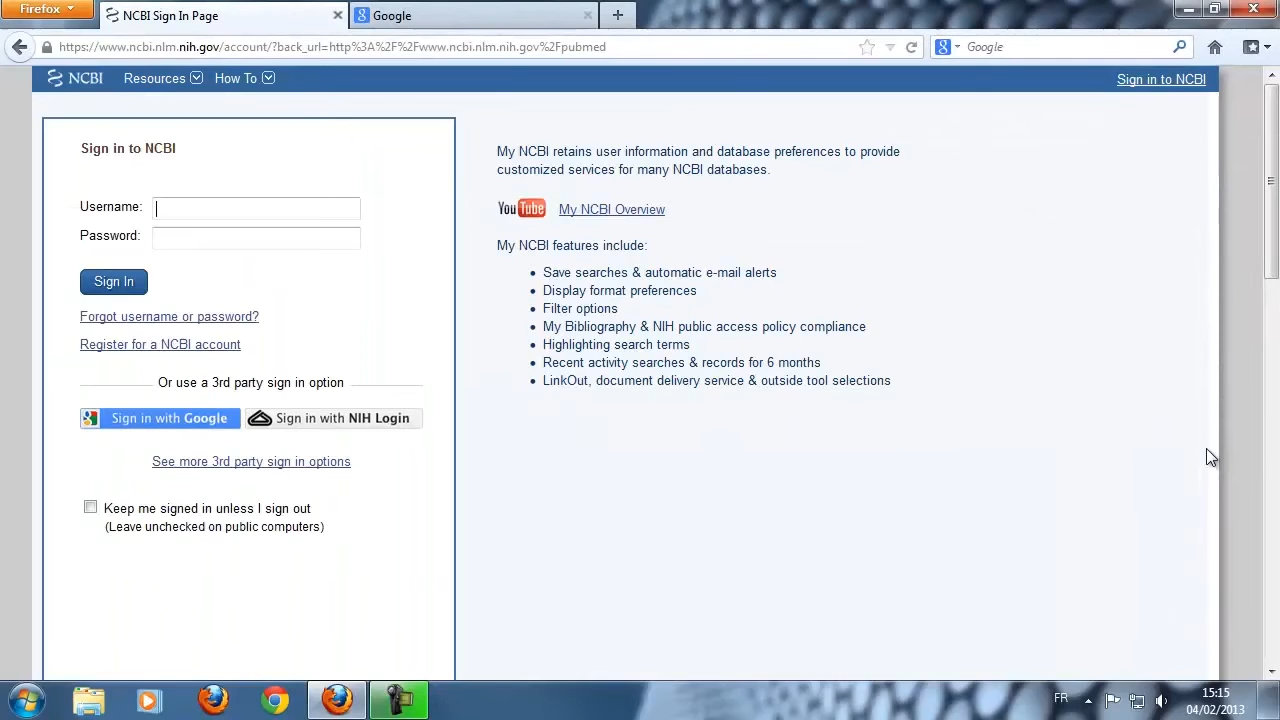 Firefox
NCBI Sign In Page
Google
https://www.ncbi.nlm.nih.gov/account/?back_url=http%3A%2F%2Fwww.ncbi.nlm.nih.gov%2Fpubmed
Google
NCBI Resources How To Sign in to NCBI
Sign in to NCBI
Username:
Password:
Sign In
Forgot username or password?
Register for a NCBI account
Or use a 3rd party sign in option
Sign in with Google
Sign in with NIH Login
See more 3rd party sign in options
Keep me signed in unless I sign out
(Leave unchecked on public computers)
My NCBI retains user information and database preferences to provide
customized services for many NCBI databases.
YouTube My NCBI Overview
My NCBI features include:
Save searches & automatic e-mail alerts
Display format preferences
Filter options
My Bibliography & NIH public access policy compliance
Highlighting search terms
Recent activity searches & records for 6 months
LinkOut, document delivery service & outside tool selections
FR
15:15
04/02/2013